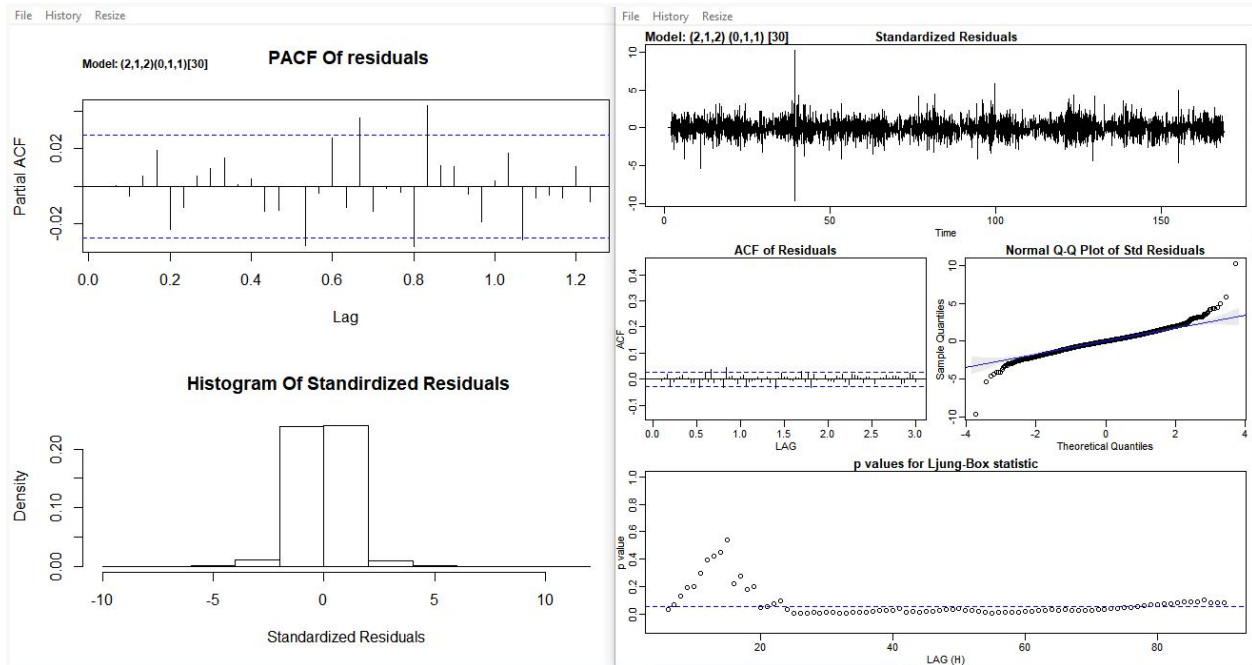 File History Resize
PACF Of residuals
Model: (2,1,2)(0,1,1)[30]
Partial ACF
0.02
-0.02
0.0 0.2 0.4 0.6 0.8 1.0 1.2
Lag
Histogram Of Standirdized Residuals
Density
0.20
0.10
0.00
-10 -5 0 5 10
Standardized Residuals
File History Resize
Model: (2,1,2) (0,1,1) [30]
Standardized Residuals
10
5
0
-5
-10
0 50 100 150
Time
ACF of Residuals
ACF
0.4
0.3
0.2
0.1
0.0
-0.1
0.0 0.5 1.0 1.5 2.0 2.5 3.0
LAG
Normal Q-Q Plot of Std Residuals
Sample Quantiles
10
5
0
-5
-10
-4 -2 0 2 4
Theoretical Quantiles
p values for Ljung-Box statistic
p value
1.0
0.8
0.6
0.4
0.2
0.0
20 40 60 80
LAG (H)